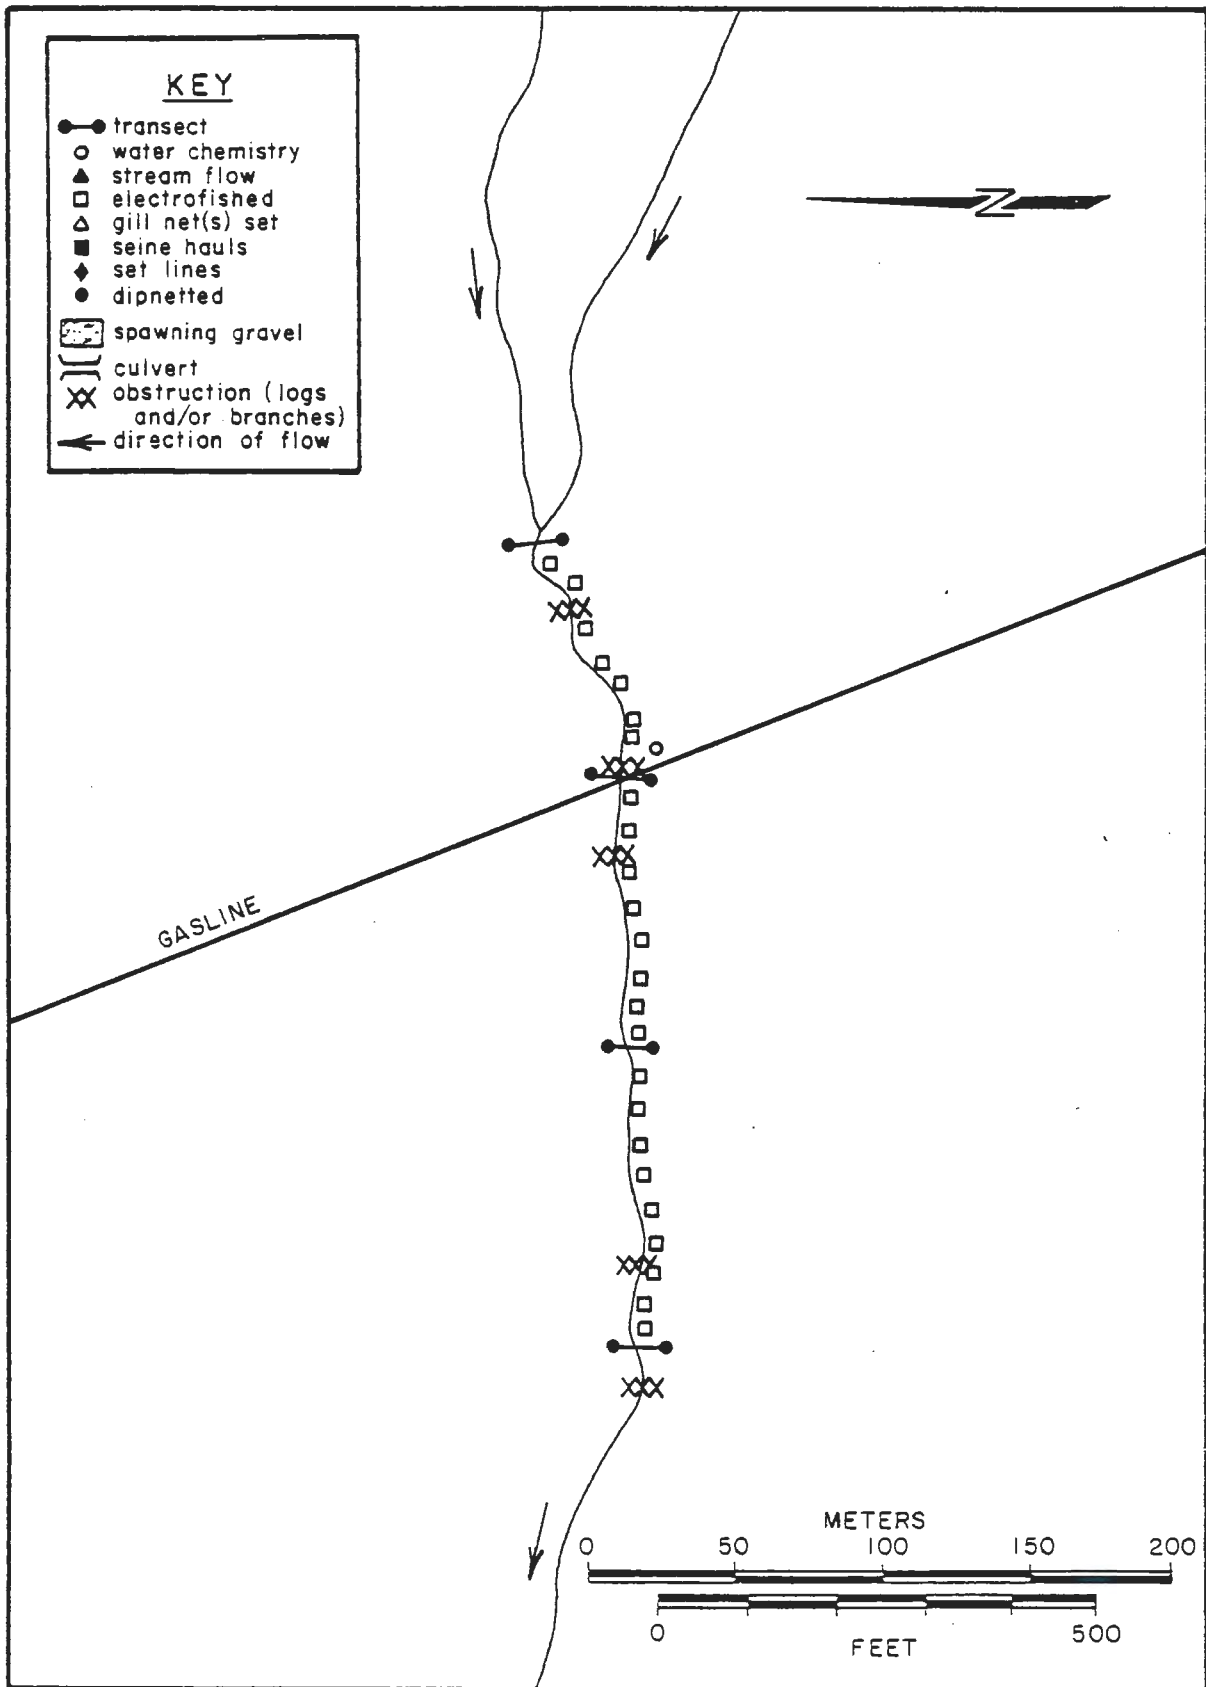 KEY
transect
water chemistry
stream flow
electrofished
gill net(s) set
seine hauls
set lines
dipnetted
spawning gravel
culvert
obstruction (logs
and/or branches)
direction of flow
N
GASLINE
METERS
0 50 100 150 200
0 500
FEET